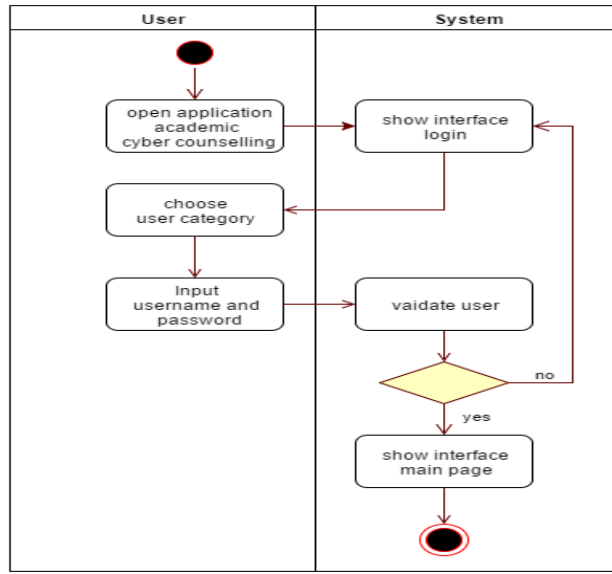 User
System
open application
academic
cyber counselling
show interface
login
choose
user category
Input
username and
password
vaidate user
no
yes
show interface
main page